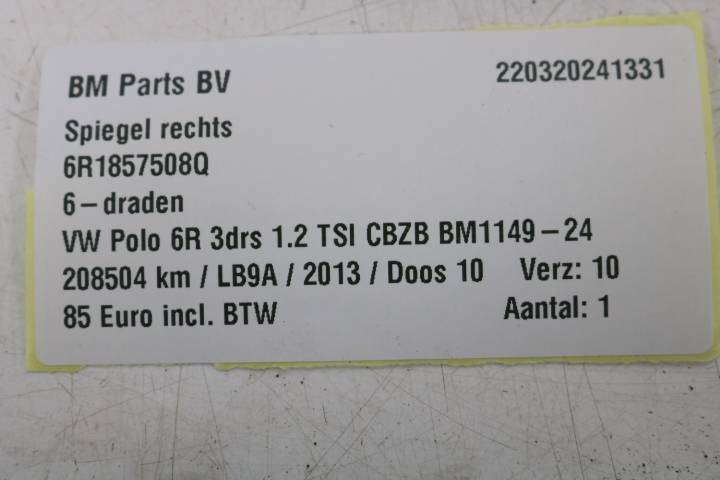 BM Parts BV 220320241331
Spiegel rechts
6R1857508Q
6-draden
VW Polo 6R 3drs 1.2 TSI CBZB BM1149-24
208504 km / LB9A / 2013 / Doos 10 Verz: 10
85 Euro incl. BTW Aantal: 1